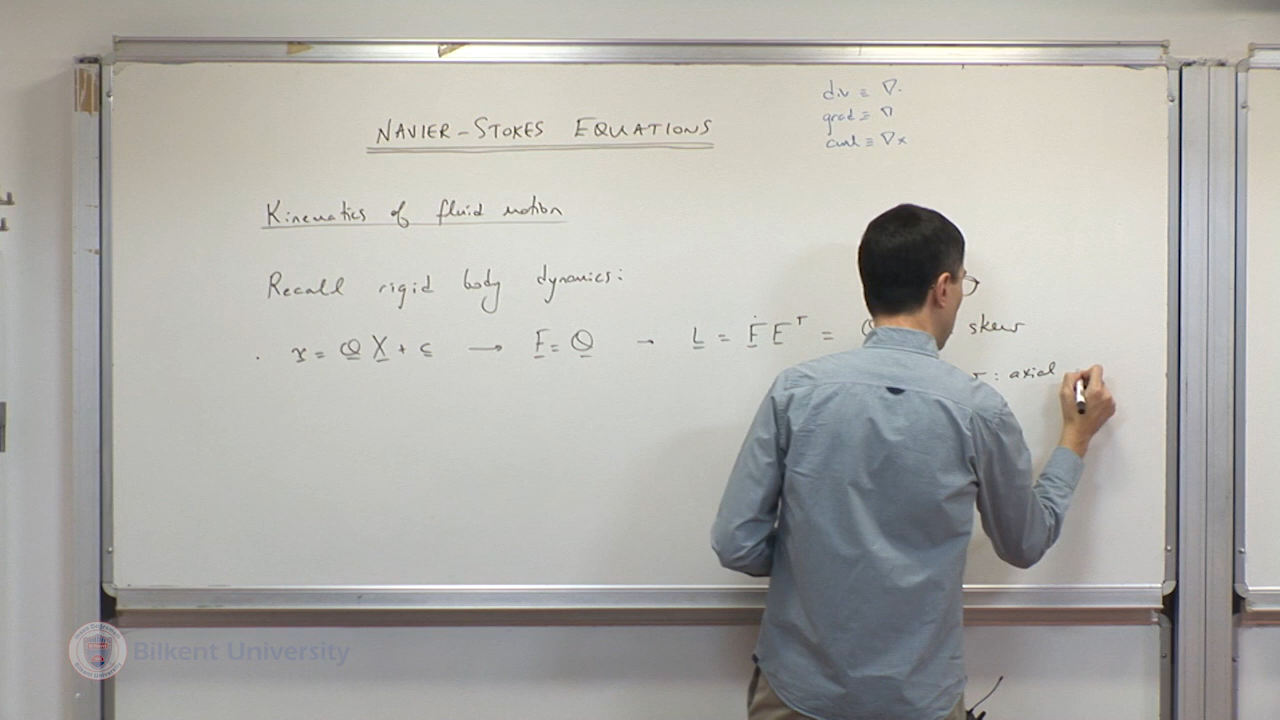 div ≡ ∇.
grad ≡ ∇
curl ≡ ∇x
NAVIER-STOKES EQUATIONS
Kinematics of fluid motion
Recall rigid body dynamics:
. x = Q X + c → F = Q → L = Ḟ F^T = skew
: axial
Bilkent University